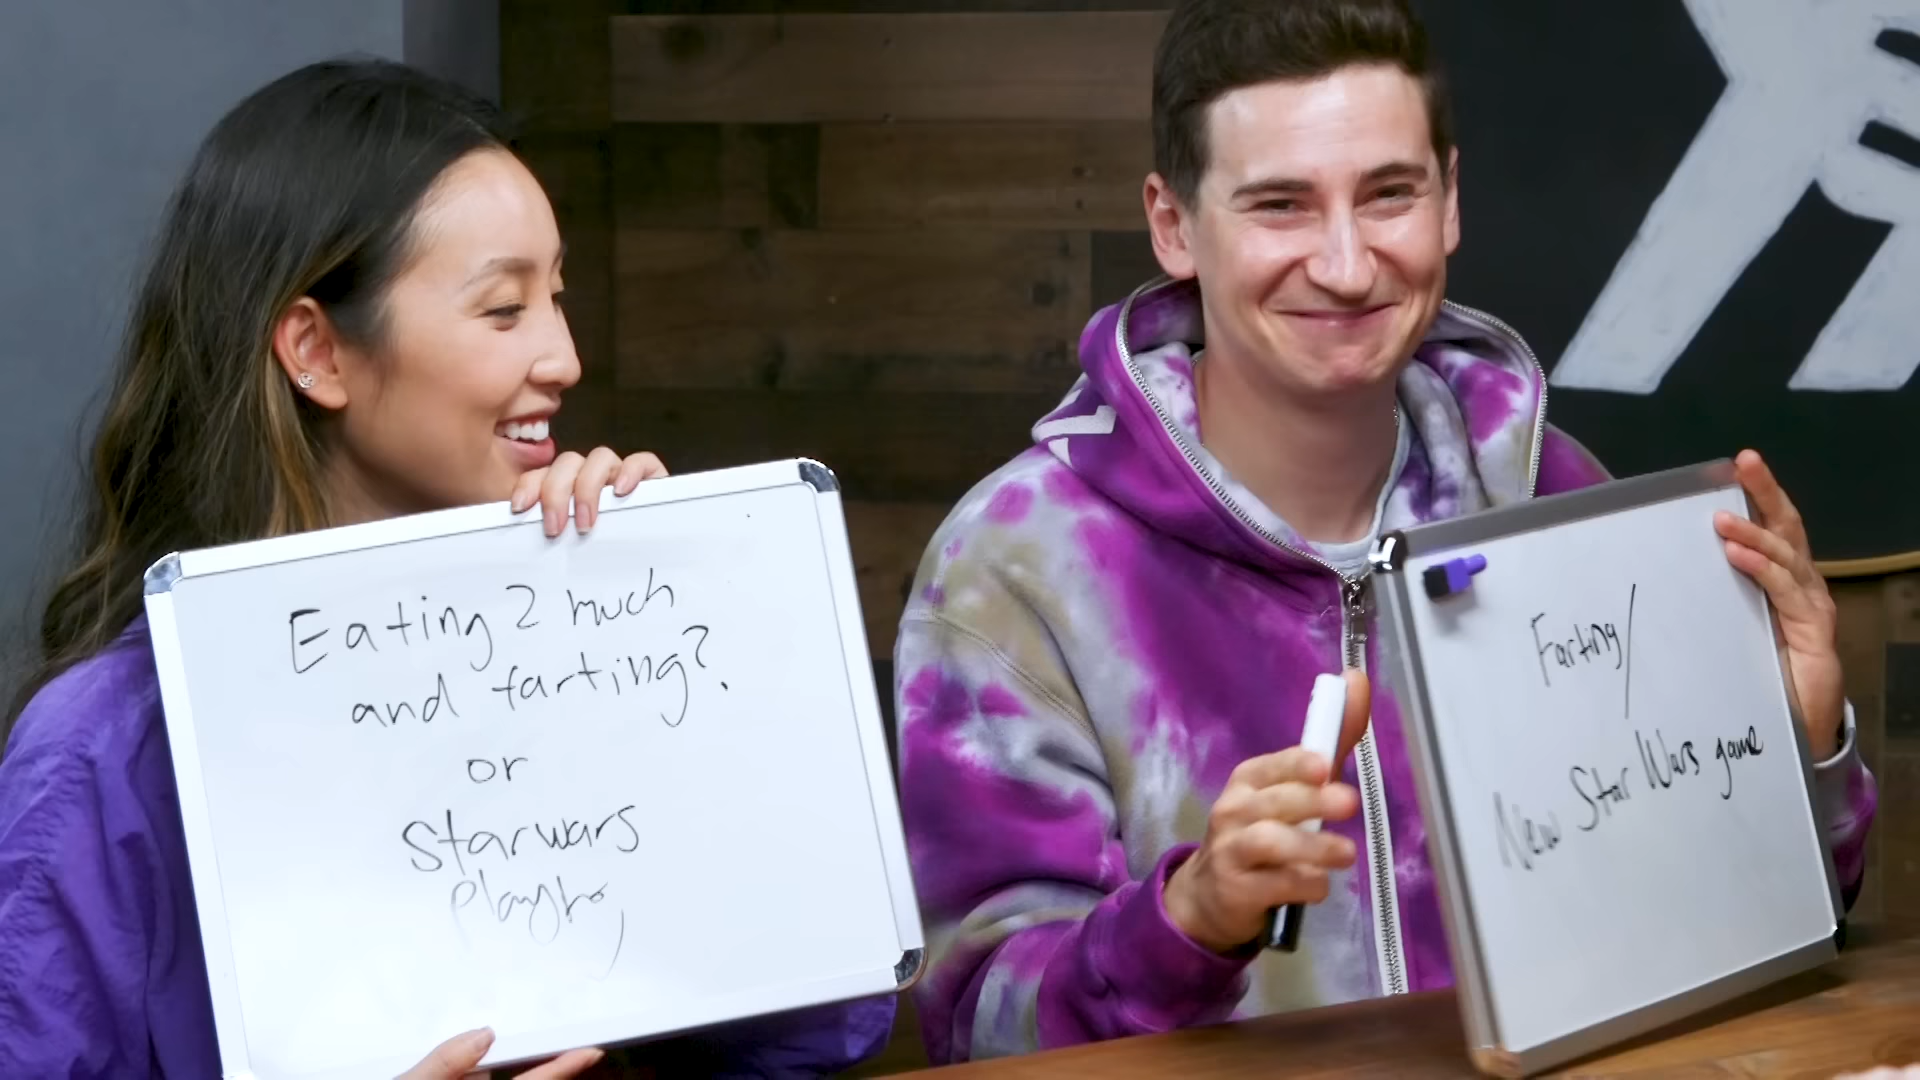 Eating 2 much
and farting?
or
Starwars
Farting/
New Star Wars game